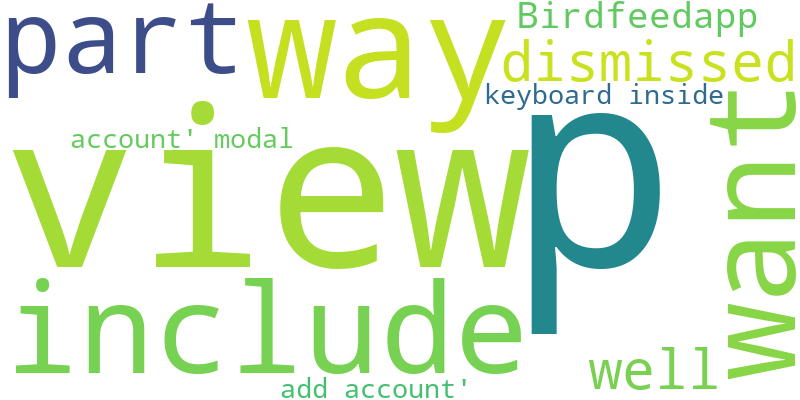 part
way
Birdfeedapp
dismissed
keyboard inside
account' modal
view
p
want
include
well
add account'